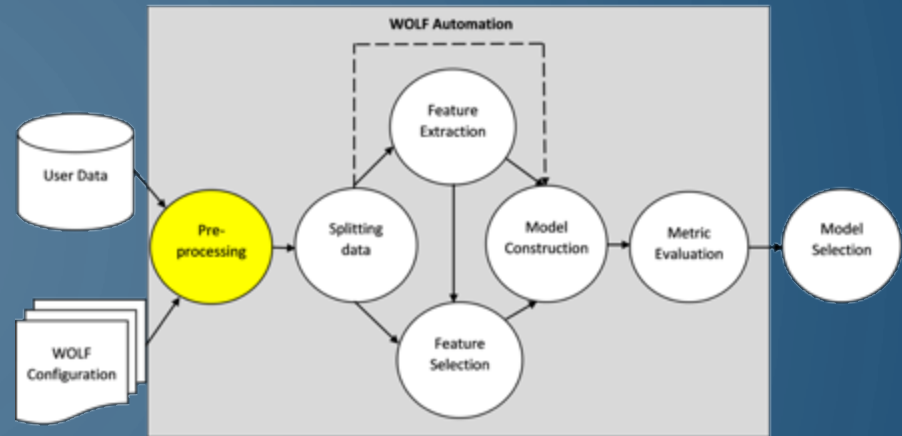 WOLF Automation
User Data
WOLF
Configuration
Pre-
processing
Splitting
data
Feature
Extraction
Feature
Selection
Model
Construction
Metric
Evaluation
Model
Selection